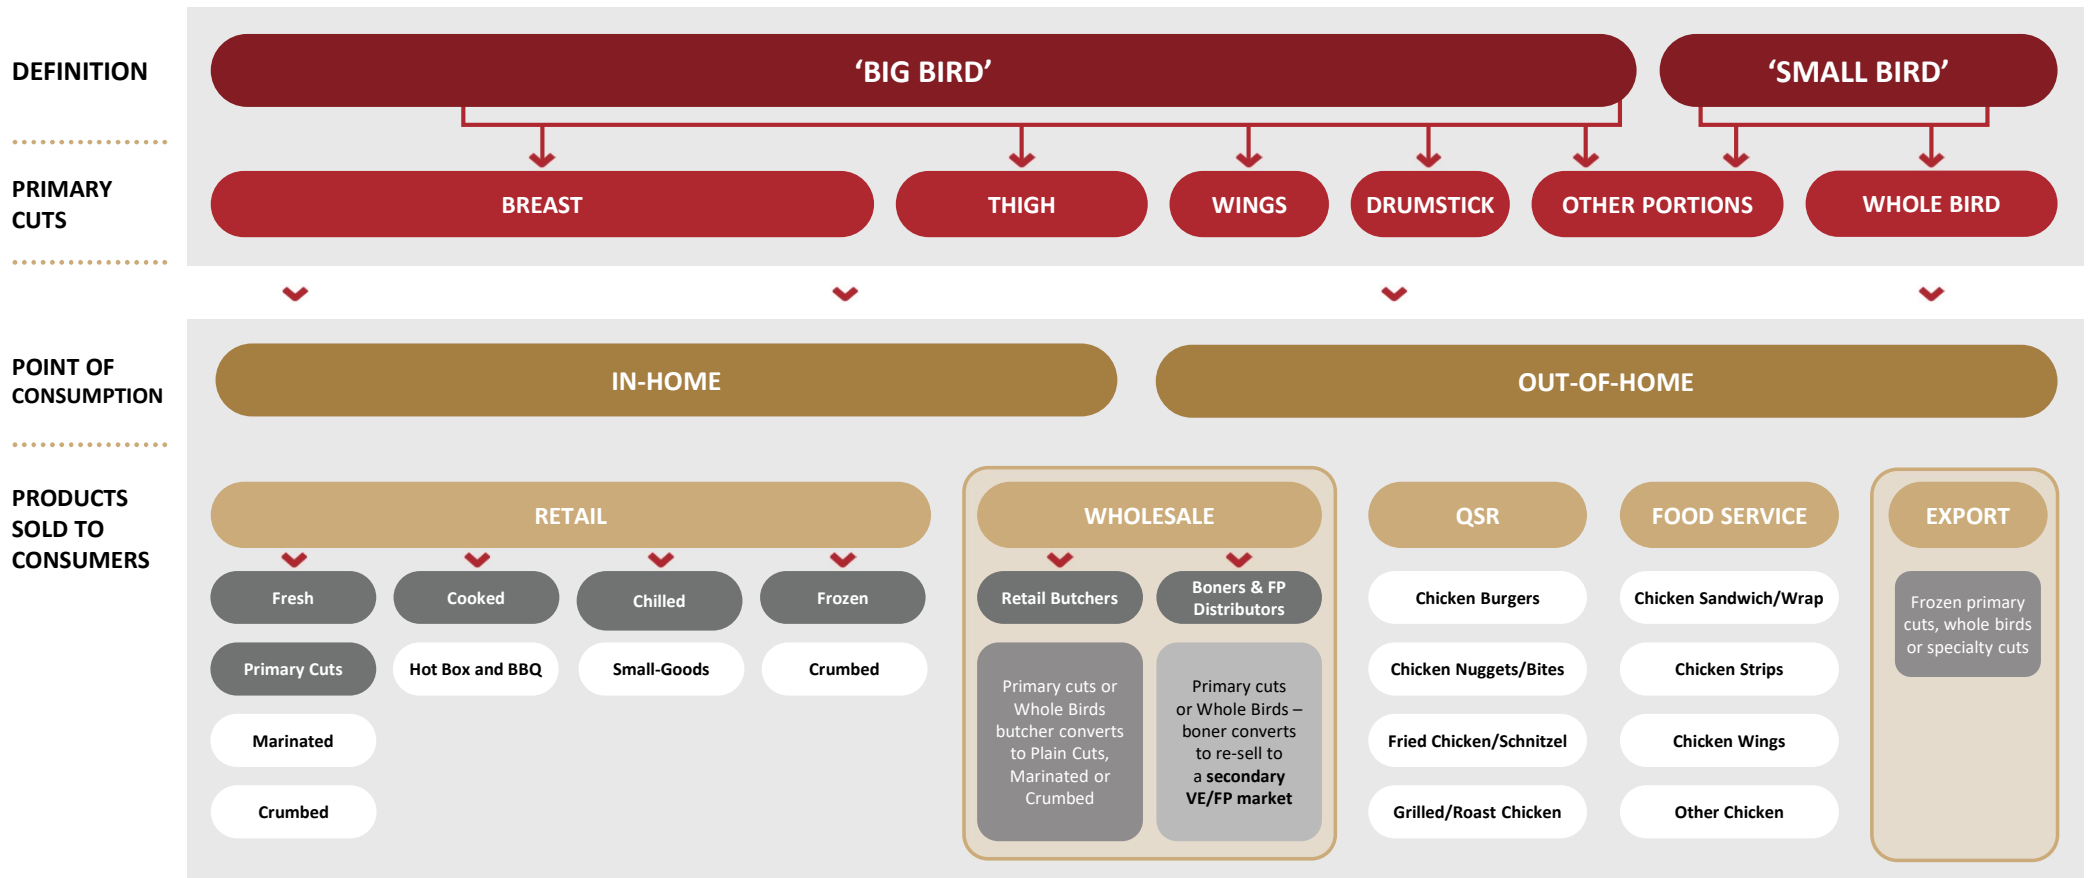 DEFINITION
‘BIG BIRD’
‘SMALL BIRD’
PRIMARY
CUTS
BREAST
THIGH
WINGS
DRUMSTICK
OTHER PORTIONS
WHOLE BIRD
POINT OF
CONSUMPTION
IN-HOME
OUT-OF-HOME
PRODUCTS
SOLD TO
CONSUMERS
RETAIL
Fresh
Primary Cuts
Marinated
Crumbed
Cooked
Hot Box and BBQ
Chilled
Small-Goods
Frozen
Crumbed
WHOLESALE
Retail Butchers
Primary cuts or
Whole Birds
butcher converts
to Plain Cuts,
Marinated or
Crumbed
Boners & FP
Distributors
Primary cuts
or Whole Birds –
boner converts
to re-sell to
a secondary
VE/FP market
QSR
Chicken Burgers
Chicken Nuggets/Bites
Fried Chicken/Schnitzel
Grilled/Roast Chicken
FOOD SERVICE
Chicken Sandwich/Wrap
Chicken Strips
Chicken Wings
Other Chicken
EXPORT
Frozen primary
cuts, whole birds
or specialty cuts